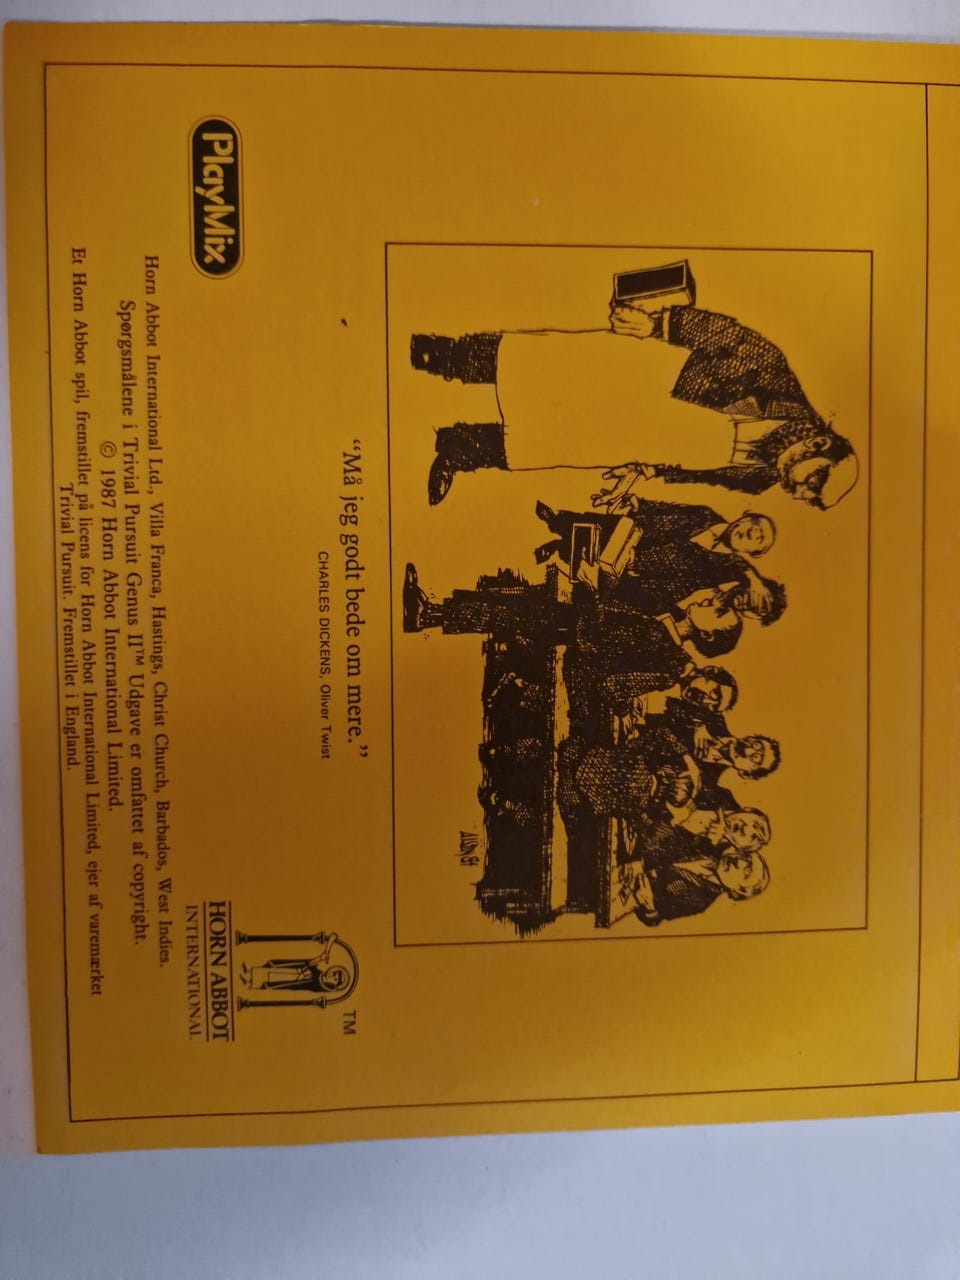 ALLSN '84
“Må jeg godt bede om mere.”
CHARLES DICKENS, Oliver Twist
TM
HORN ABBOT
INTERNATIONAL
PlayMix
Horn Abbot International Ltd., Villa Franca, Hastings, Christ Church, Barbados, West Indies.
Spørgsmålene i Trivial Pursuit Genus II™ Udgave er omfattet af copyright.
© 1987 Horn Abbot International Limited.
Et Horn Abbot spil, fremstillet på licens for Horn Abbot International Limited, ejer af varemærket
Trivial Pursuit. Fremstillet i England.